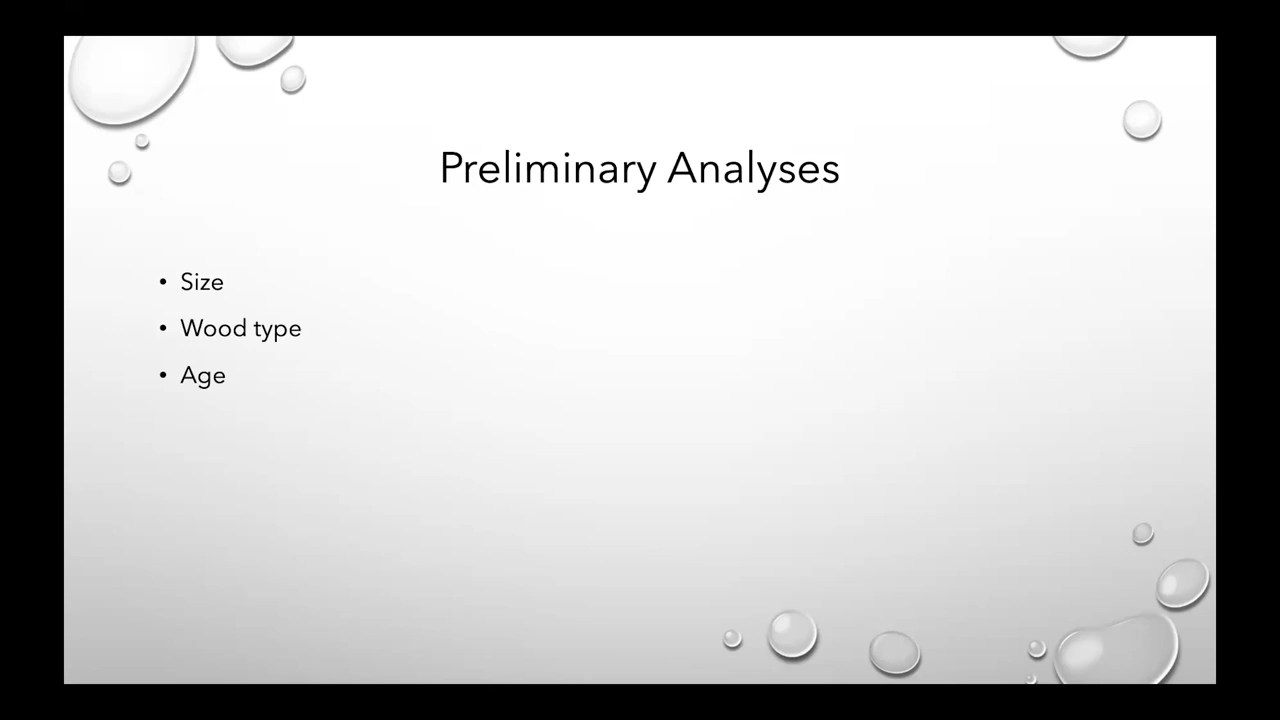 Preliminary Analyses
• Size
• Wood type
• Age